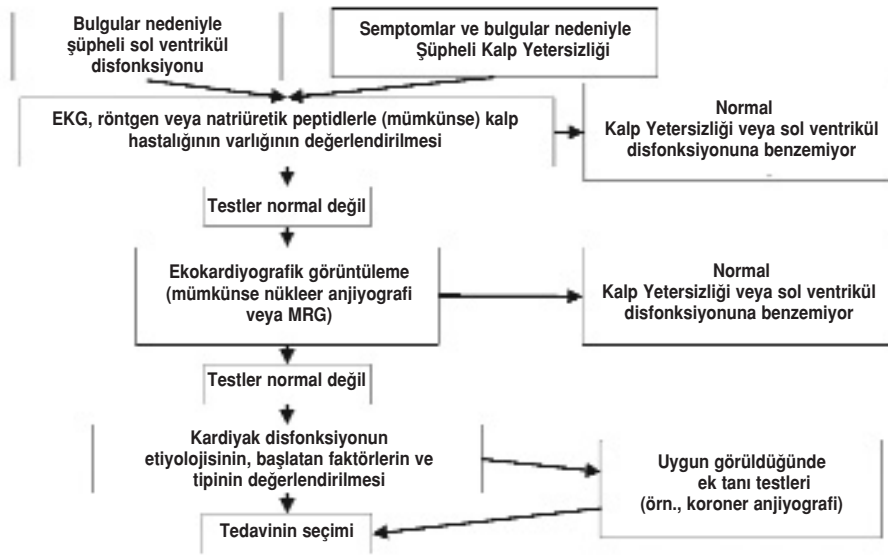 Bulgular nedeniyle
şüpheli sol ventrikül
disfonksiyonu
Semptomlar ve bulgular nedeniyle
Şüpheli Kalp Yetersizliği
EKG, röntgen veya natriüretik peptidlerle (mümkünse) kalp
hastalığının varlığının değerlendirilmesi
Normal
Kalp Yetersizliği veya sol ventrikül
disfonksiyonuna benzemiyor
Testler normal değil
Ekokardiyografik görüntüleme
(mümkünse nükleer anjiyografi
veya MRG)
Normal
Kalp Yetersizliği veya sol ventrikül
disfonksiyonuna benzemiyor
Testler normal değil
Kardiyak disfonksiyonun
etiyolojisinin, başlatan faktörlerin ve
tipinin değerlendirilmesi
Uygun görüldüğünde
ek tanı testleri
(örn., koroner anjiyografi)
Tedavinin seçimi